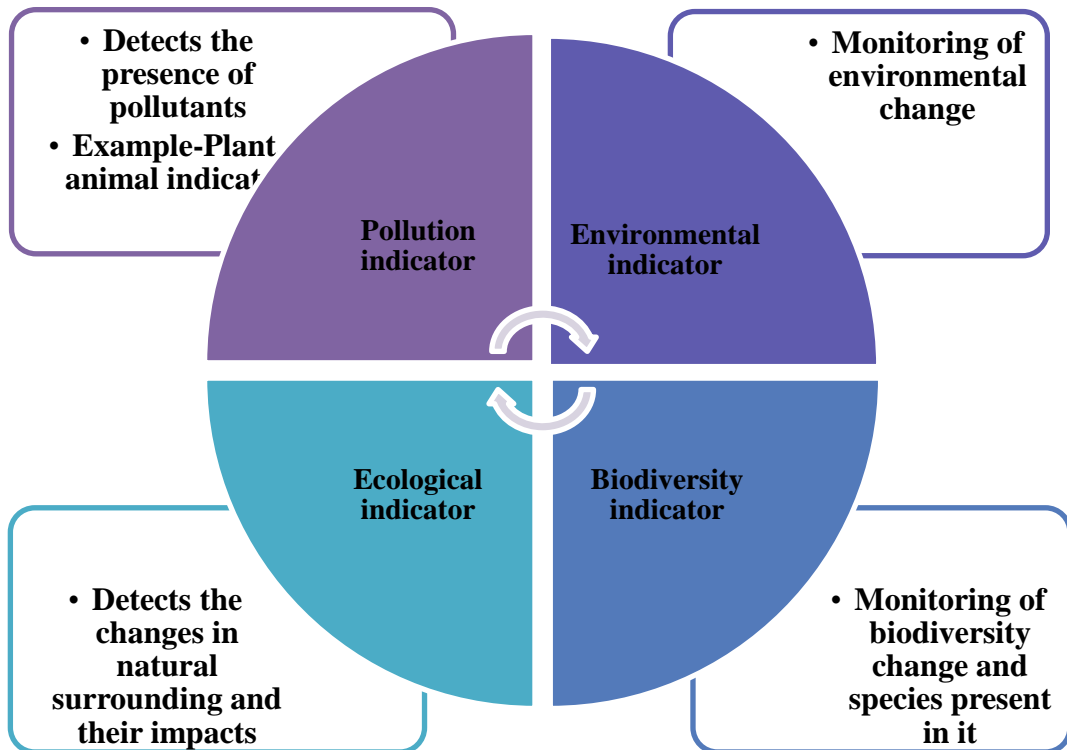 • Detects the
presence of
pollutants
• Example-Plant
animal
Pollution
indicator
Environmental
indicator
• Monitoring of
environmental
change
Ecological
indicator
Biodiversity
indicator
• Detects the
changes in
natural
surrounding and
their impacts
• Monitoring of
biodiversity
change and
species present
in it